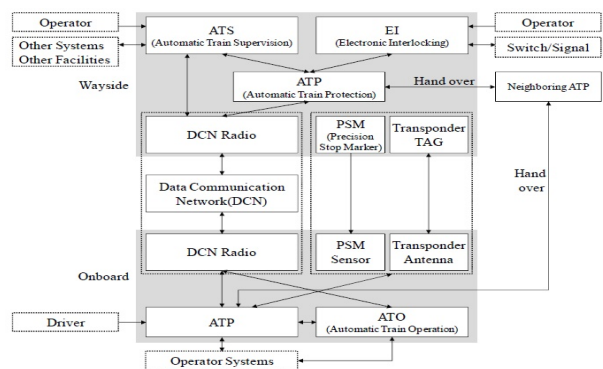 Operator
ATS
(Automatic Train Supervision)
EI
(Electronic Interlocking)
Operator
Other Systems
Other Facilities
Switch/Signal
Wayside
ATP
(Automatic Train Protection)
Hand over
Neighboring ATP
DCN Radio
PSM
(Precision
Stop Marker)
Transponder
TAG
Data Communication
Network(DCN)
Hand
over
DCN Radio
PSM
Sensor
Transponder
Antenna
Onboard
Driver
ATP
ATO
(Automatic Train Operation)
Operator Systems